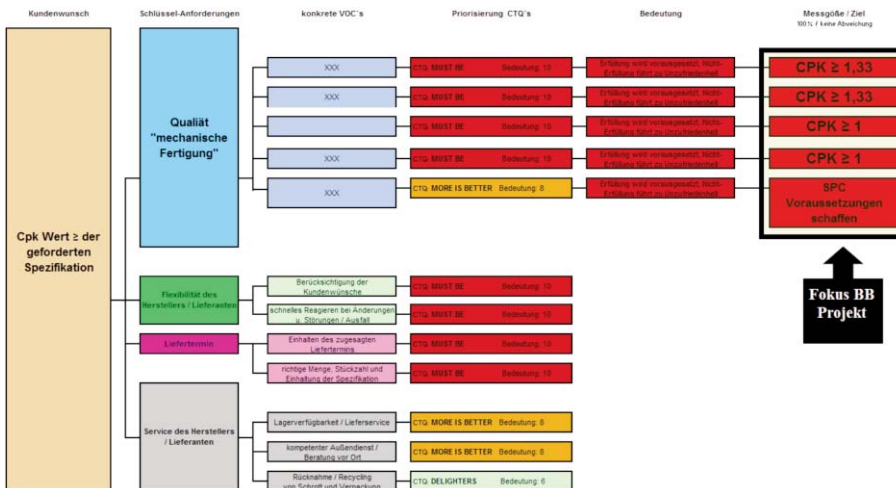 Kundenwunsch
Schlüssel-Anforderungen
konkrete VOC´s
Priorisierung CTQ´s
Bedeutung
Messgöße / Ziel
100 % / keine Abweichung
Cpk Wert ≥ der
geforderten
Spezifikation
Qualiät
"mechanische
Fertigung"
XXX
CTQ: MUST BE Bedeutung: 10
Erfüllung wird vorausgesetzt, Nicht-
Erfüllung führt zu Unzufriedenheit
CPK ≥ 1,33
XXX
CTQ: MUST BE Bedeutung: 10
Erfüllung wird vorausgesetzt, Nicht-
Erfüllung führt zu Unzufriedenheit
CPK ≥ 1,33
CTQ: MUST BE Bedeutung: 10
Erfüllung wird vorausgesetzt, Nicht-
Erfüllung führt zu Unzufriedenheit
CPK ≥ 1
XXX
CTQ: MUST BE Bedeutung: 10
Erfüllung wird vorausgesetzt, Nicht-
Erfüllung führt zu Unzufriedenheit
CPK ≥ 1
XXX
CTQ: MORE IS BETTER Bedeutung: 8
Erfüllung wird vorausgesetzt, Nicht-
Erfüllung führt zu Unzufriedenheit
SPC
Voraussetzungen
schaffen
Fokus BB
Projekt
Flexibilität des
Herstellers / Lieferanten
Berücksichtigung der
Kundenwünsche
CTQ: MUST BE Bedeutung: 10
schnelles Reagieren bei Änderungen
u. Störungen / Ausfall
CTQ: MUST BE Bedeutung: 10
Liefertermin
Einhalten des zugesagten
Liefertermins
CTQ: MUST BE Bedeutung: 10
richtige Menge, Stückzahl und
Einhaltung der Spezifikation
CTQ: MUST BE Bedeutung: 10
Service des Herstellers
/ Lieferanten
Lagerverfügbarkeit / Lieferservice
CTQ: MORE IS BETTER Bedeutung: 8
kompetenter Außendienst /
Beratung vor Ort
CTQ: MORE IS BETTER Bedeutung: 8
Rücknahme / Recycling
von Schrott und Verpackung
CTQ: DELIGHTERS Bedeutung: 6